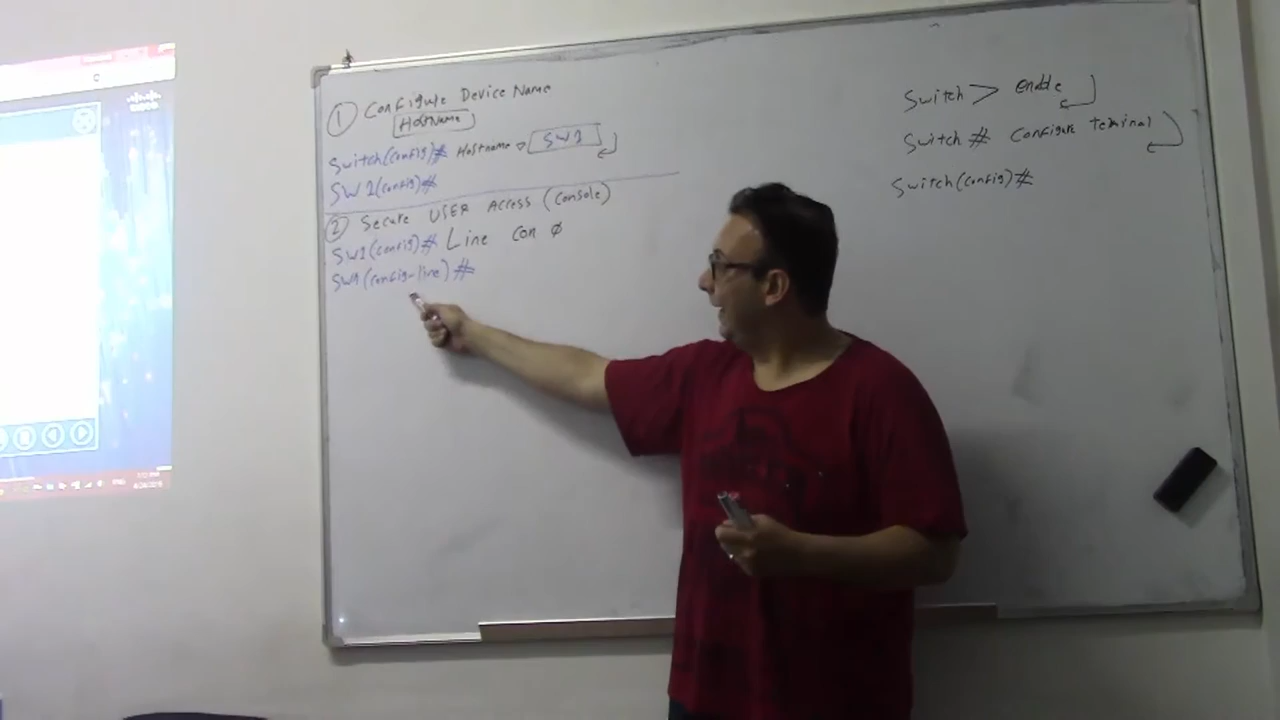 ① Configure Device Name
HostName
Switch(config)# Hostname SW1
SW1(config)#
② Secure USER Access (Console)
SW1(config)# Line con 0
SW1(config-line)#
Switch> enable
Switch# Configure Teminal
Switch(config)#